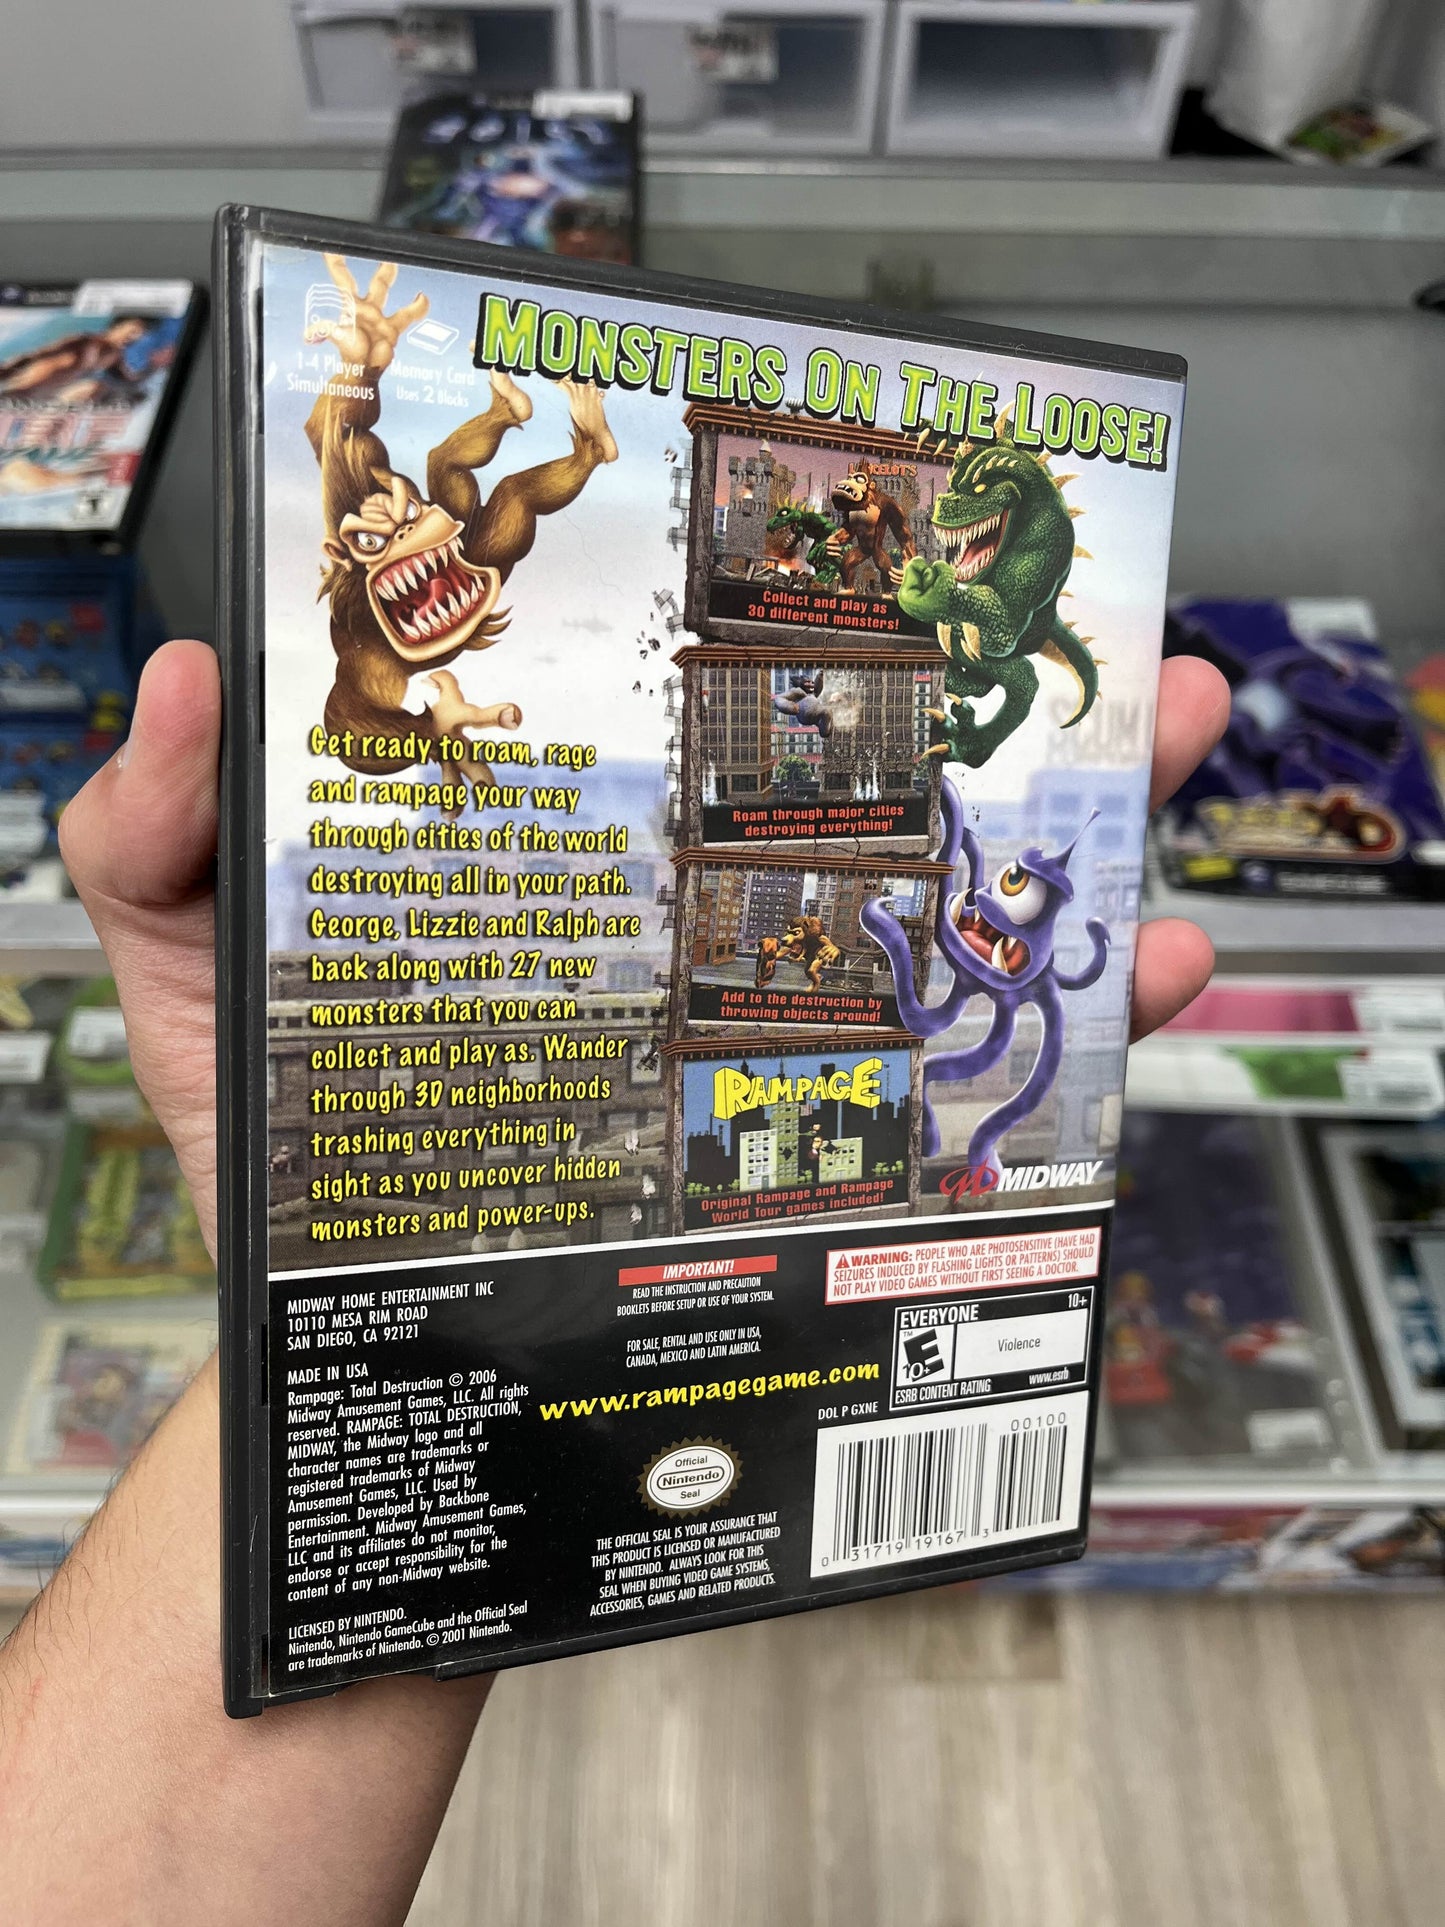 MONSTERS ON THE LOOSE!
1-4 Player
Simultaneous
Memory Card
Uses 2 Blocks
Collect and play as
30 different monsters!
Get ready to roam, rage
and rampage your way
through cities of the world
destroying all in your path.
George, Lizzie and Ralph are
back along with 27 new
monsters that you can
collect and play as. Wander
through 3D neighborhoods
trashing everything in
sight as you uncover hidden
monsters and power-ups.
Roam through major cities
destroying everything!
Add to the destruction by
throwing objects around!
RAMPAGE
Original Rampage and Rampage
World Tour games included!
MIDWAY
MIDWAY HOME ENTERTAINMENT INC
10110 MESA RIM ROAD
SAN DIEGO, CA 92121
MADE IN USA
Rampage: Total Destruction © 2006
Midway Amusement Games, LLC. All rights
reserved. RAMPAGE: TOTAL DESTRUCTION,
MIDWAY, the Midway logo and all
character names are trademarks or
registered trademarks of Midway
Amusement Games, LLC. Used by
permission. Developed by Backbone
Entertainment. Midway Amusement Games,
LLC and its affiliates do not monitor,
endorse or accept responsibility for the
content of any non-Midway website.
LICENSED BY NINTENDO.
Nintendo, Nintendo GameCube and the Official Seal
are trademarks of Nintendo. © 2001 Nintendo.
IMPORTANT!
READ THE INSTRUCTION AND PRECAUTION
BOOKLETS BEFORE SETUP OR USE OF YOUR SYSTEM.
FOR SALE, RENTAL AND USE ONLY IN USA,
CANADA, MEXICO AND LATIN AMERICA.
www.rampagegame.com
Official
Nintendo
Seal
THE OFFICIAL SEAL IS YOUR ASSURANCE THAT
THIS PRODUCT IS LICENSED OR MANUFACTURED
BY NINTENDO. ALWAYS LOOK FOR THIS
SEAL WHEN BUYING VIDEO GAME SYSTEMS,
ACCESSORIES, GAMES AND RELATED PRODUCTS.
WARNING: PEOPLE WHO ARE PHOTOSENSITIVE (HAVE HAD
SEIZURES INDUCED BY FLASHING LIGHTS OR PATTERNS) SHOULD
NOT PLAY VIDEO GAMES WITHOUT FIRST SEEING A DOCTOR.
EVERYONE 10+
TM
E
10+
Violence
ESRB CONTENT RATING www.esrb
DOL P GXNE
00100
0 31719 19167 3